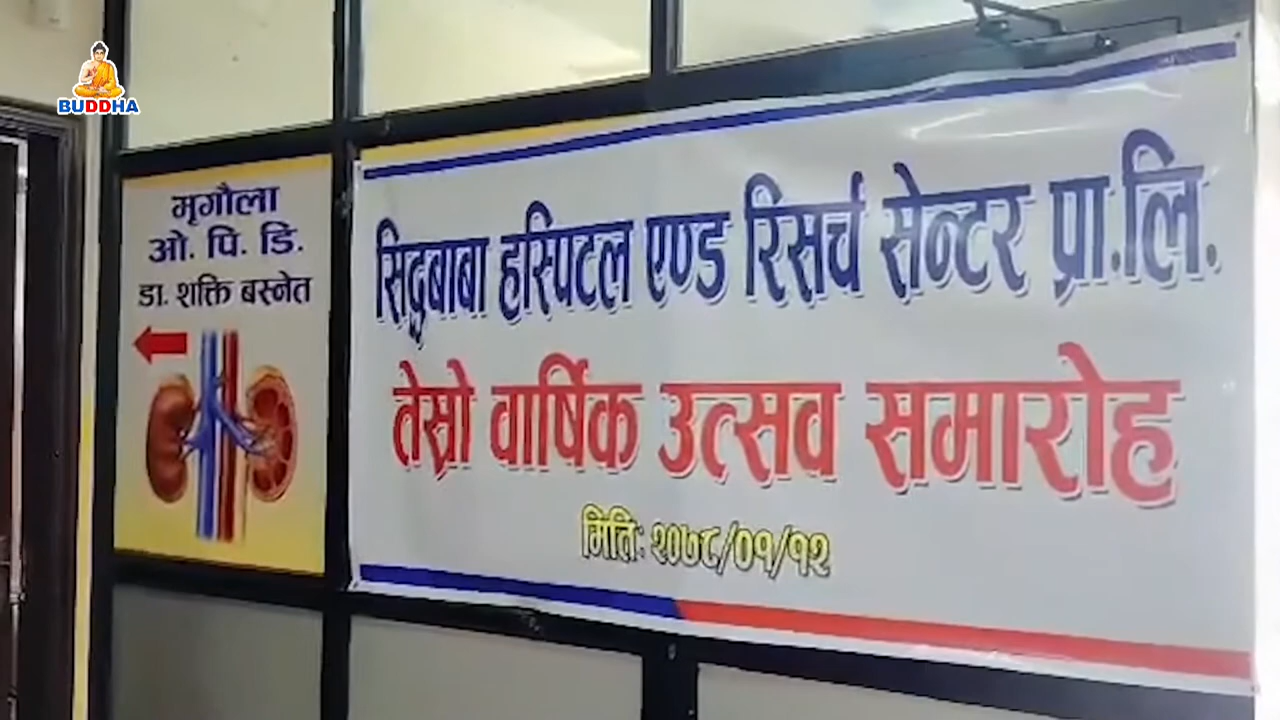 BUDDHA
मृगौला
ओ. पि. डि.
डा. शक्ति बस्नेत
सिद्धबाबा हस्पिटल एण्ड रिसर्च सेन्टर प्रा.लि.
तेस्रो वार्षिक उत्सव समारोह
मितिः २०७८/०१/१२